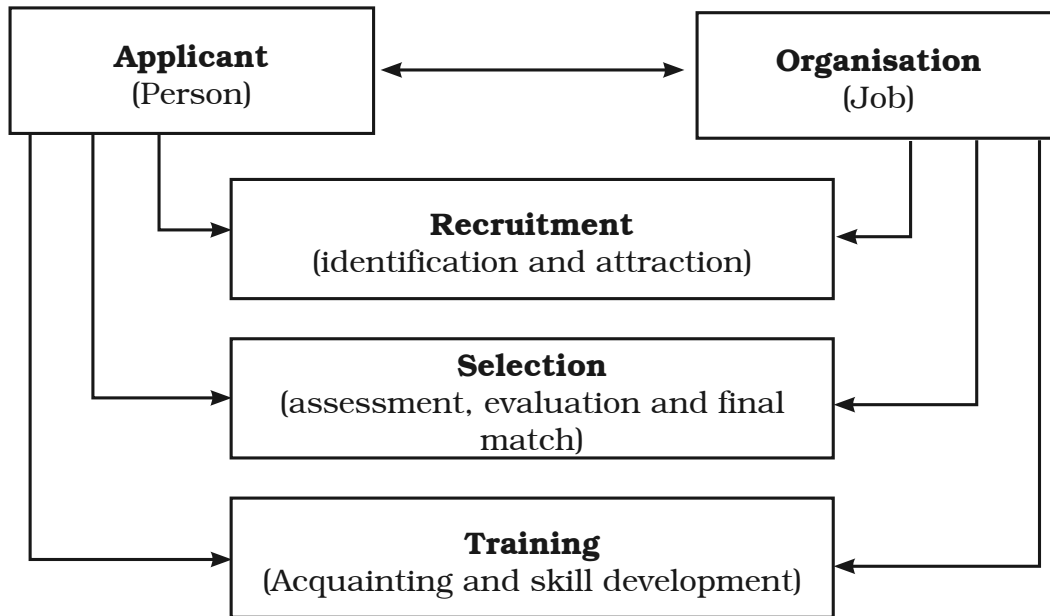 Applicant
(Person)
Organisation
(Job)
Recruitment
(identification and attraction)
Selection
(assessment, evaluation and final
match)
Training
(Acquainting and skill development)